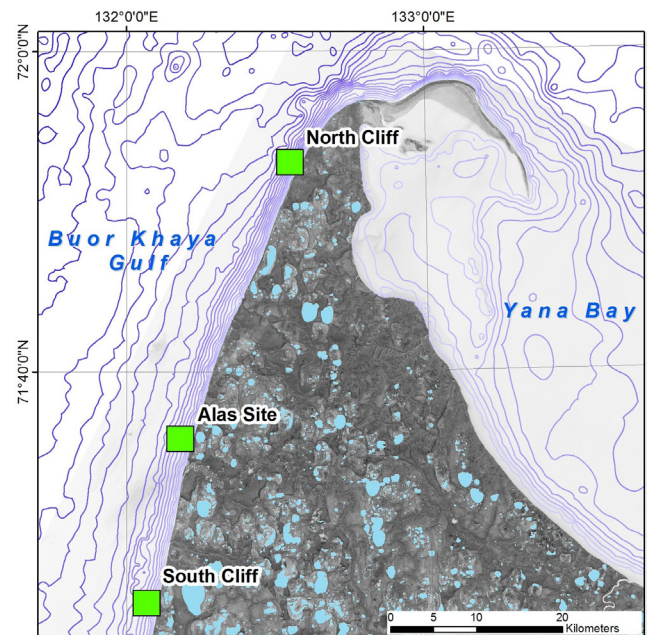 132°0'0"E 133°0'0"E
72°0'0"N
North Cliff
Buor Khaya
Gulf
Yana Bay
71°40'0"N
Alas Site
South Cliff
0 5 10 20
Kilometers